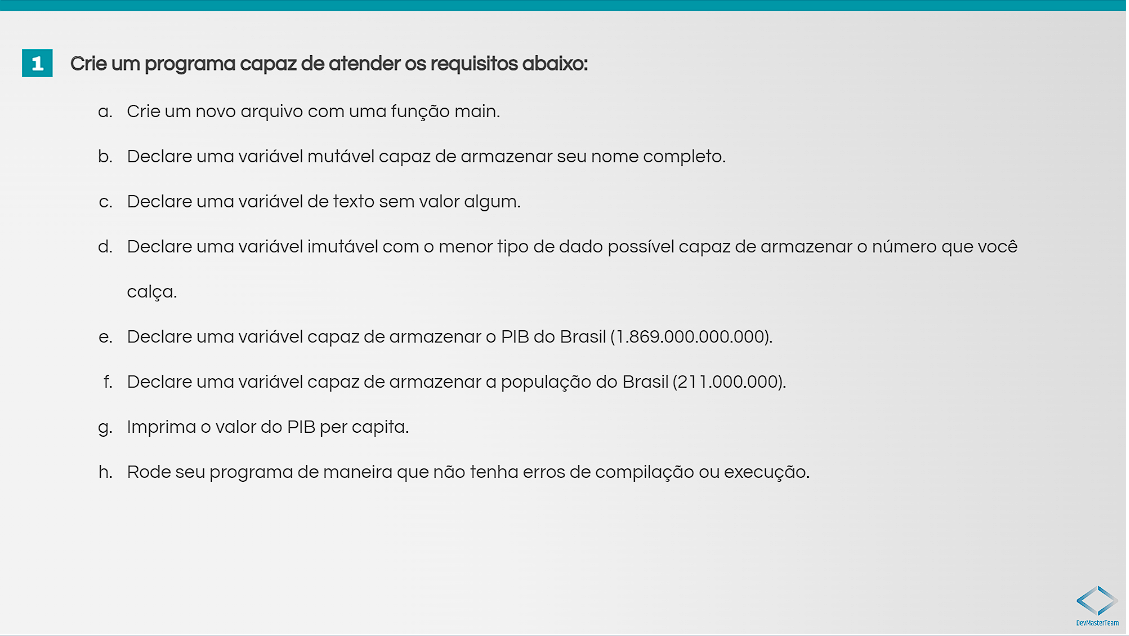 1 Crie um programa capaz de atender os requisitos abaixo:
a. Crie um novo arquivo com uma função main.
b. Declare uma variável mutável capaz de armazenar seu nome completo.
c. Declare uma variável de texto sem valor algum.
d. Declare uma variável imutável com o menor tipo de dado possível capaz de armazenar o número que você
calça.
e. Declare uma variável capaz de armazenar o PIB do Brasil (1.869.000.000.000).
f. Declare uma variável capaz de armazenar a população do Brasil (211.000.000).
g. Imprima o valor do PIB per capita.
h. Rode seu programa de maneira que não tenha erros de compilação ou execução.
DevMasterTeam